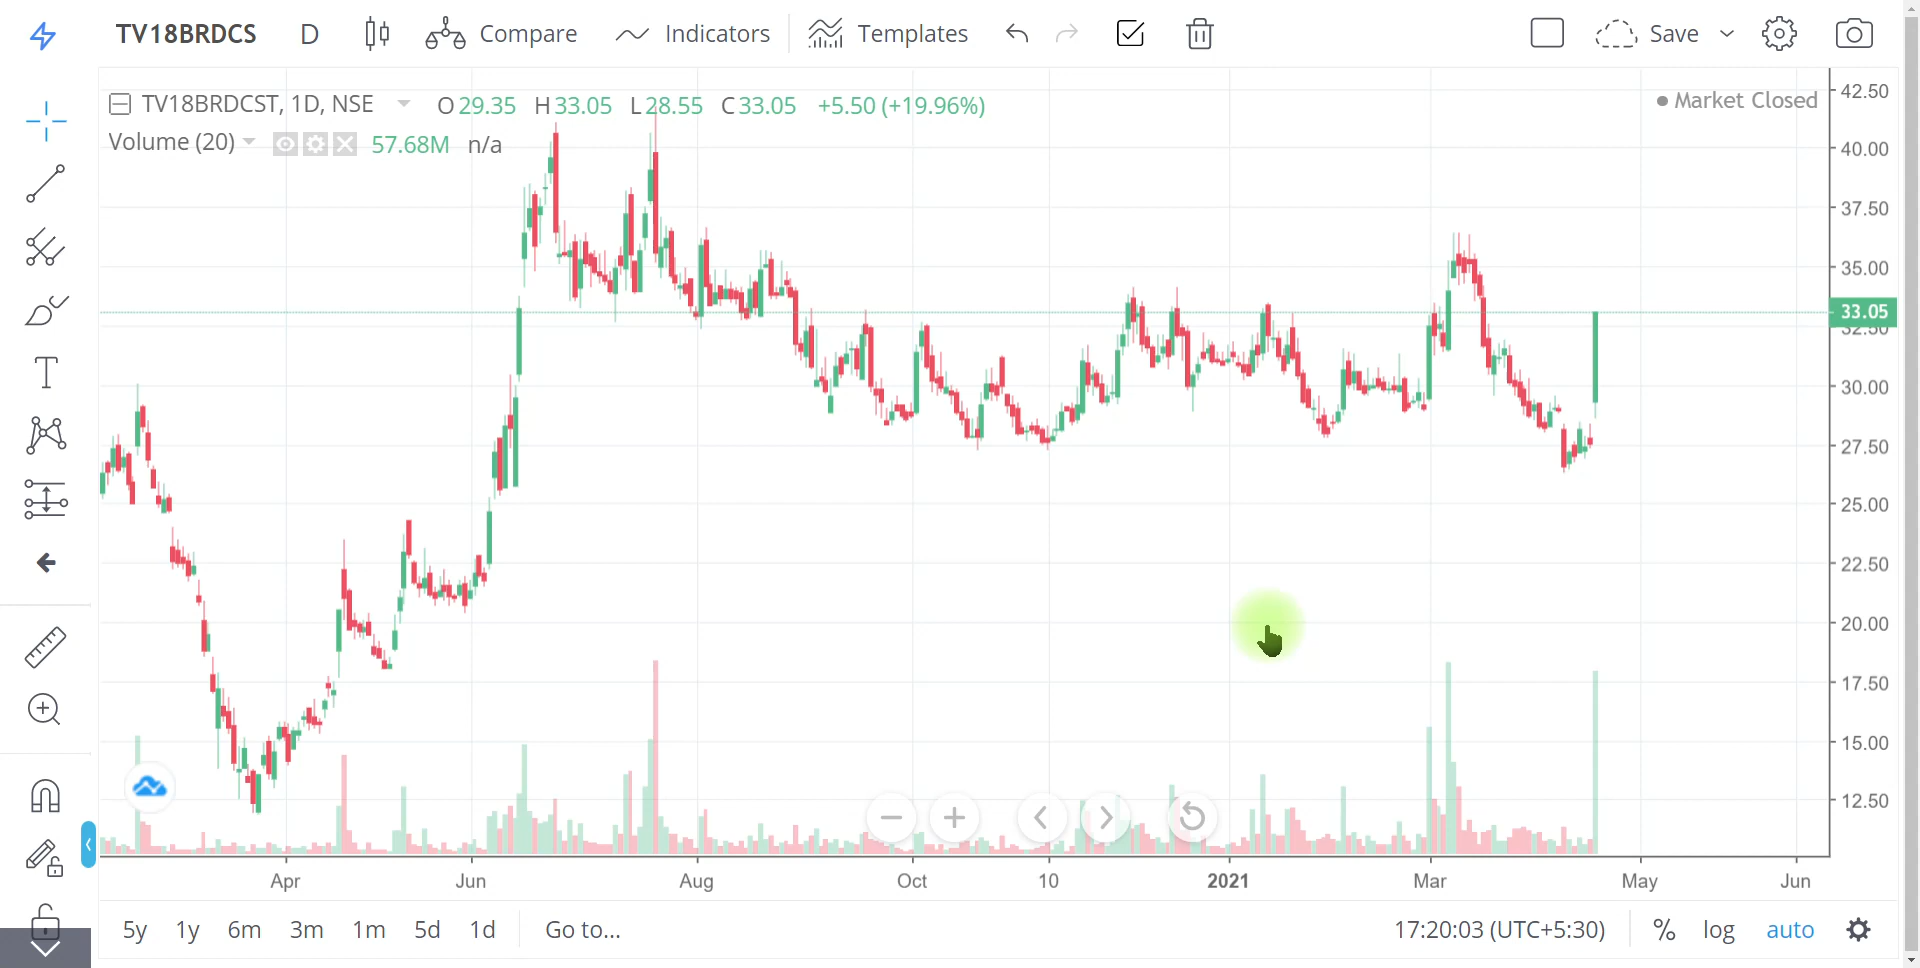 TV18BRDCS D Compare Indicators Templates Save
TV18BRDCST, 1D, NSE O29.35 H33.05 L28.55 C33.05 +5.50 (+19.96%)
Market Closed
Volume (20) 57.68M n/a
42.50
40.00
37.50
35.00
33.05
32.50
30.00
27.50
25.00
22.50
20.00
17.50
15.00
12.50
Apr Jun Aug Oct 10 2021 Mar May Jun
5y 1y 6m 3m 1m 5d 1d Go to... 17:20:03 (UTC+5:30) % log auto